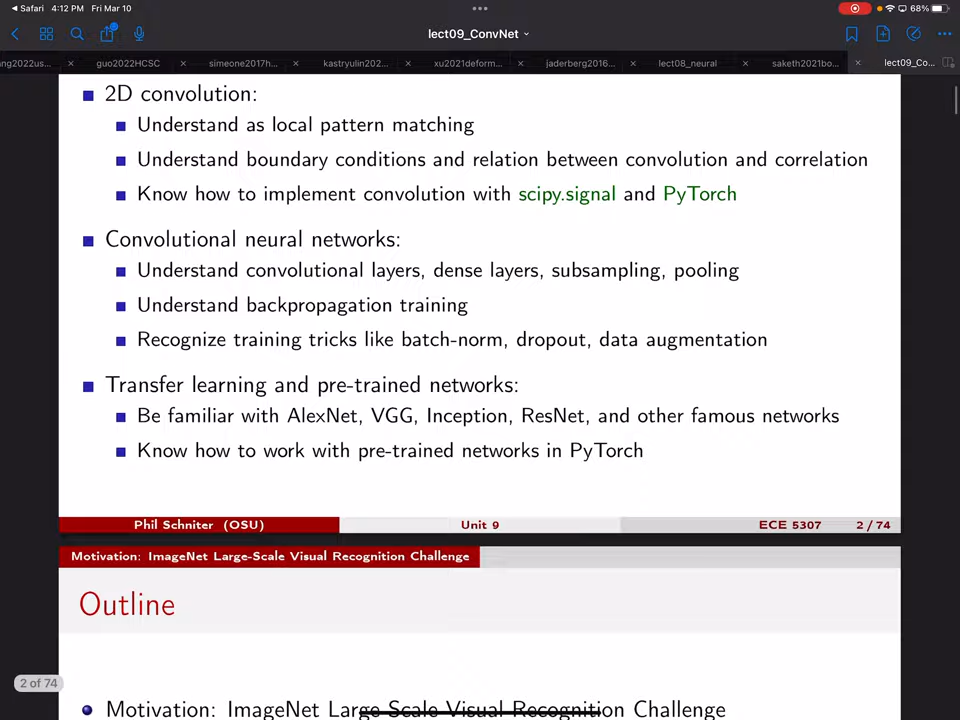 Safari 4:12 PM Fri Mar 10
68%
lect09_ConvNet
ang2022us...
guo2022HCSC
simeone2017h...
kastryulin202...
xu2021deform...
jaderberg2016...
lect08_neural
saketh2021bo...
lect09_Co...
2D convolution:
Understand as local pattern matching
Understand boundary conditions and relation between convolution and correlation
Know how to implement convolution with scipy.signal and PyTorch
Convolutional neural networks:
Understand convolutional layers, dense layers, subsampling, pooling
Understand backpropagation training
Recognize training tricks like batch-norm, dropout, data augmentation
Transfer learning and pre-trained networks:
Be familiar with AlexNet, VGG, Inception, ResNet, and other famous networks
Know how to work with pre-trained networks in PyTorch
Phil Schniter (OSU) Unit 9 ECE 5307 2 / 74
Motivation: ImageNet Large-Scale Visual Recognition Challenge
Outline
2 of 74
Motivation: ImageNet Large Scale Visual Recognition Challenge